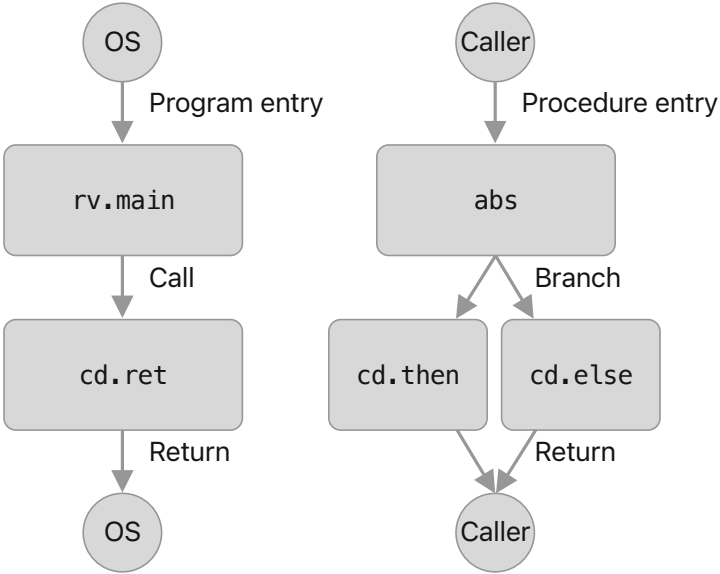 OS
Program entry
rv.main
Call
cd.ret
Return
OS
Caller
Procedure entry
abs
Branch
cd.then
cd.else
Return
Caller